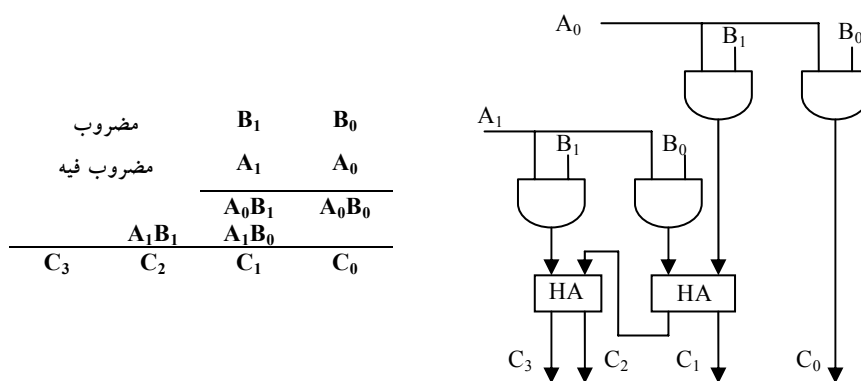 مضروب B₁ B₀
مضروب فيه A₁ A₀
A₀B₁ A₀B₀
A₁B₁ A₁B₀
C₃ C₂ C₁ C₀
A₀
B₁ B₀
A₁
B₁ B₀
HA HA
C₃ C₂ C₁ C₀